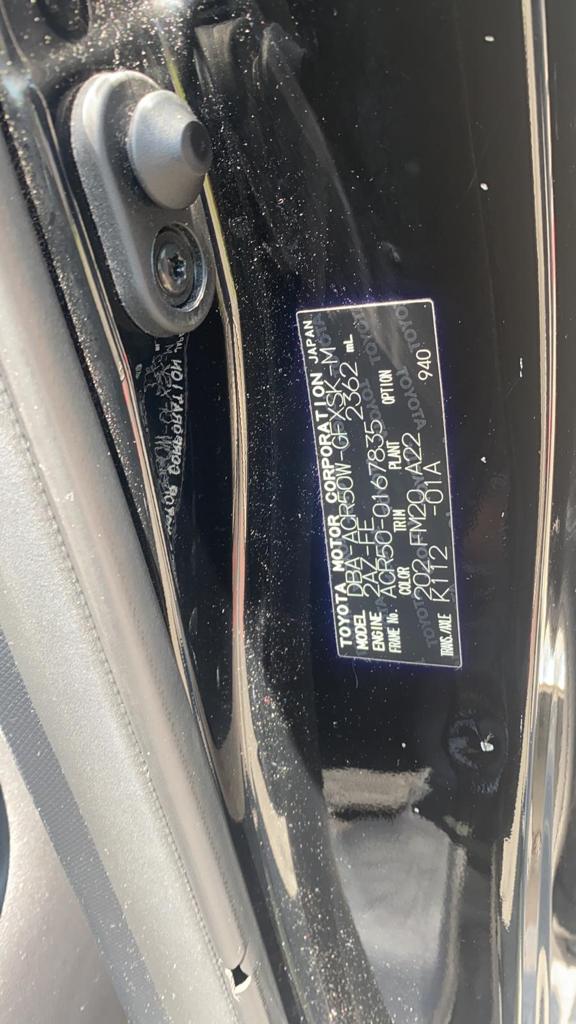 TOYOTA MOTOR CORPORATION JAPAN
MODEL DBA-ACR50W-GFXSK-M
ENGINE 2AZ-FE 2362 mL
FRAME No. ACR50-0167835
COLOR TRIM PLANT OPTION
202 FM20 A22 940
TRANS./AXLE K112 -01A